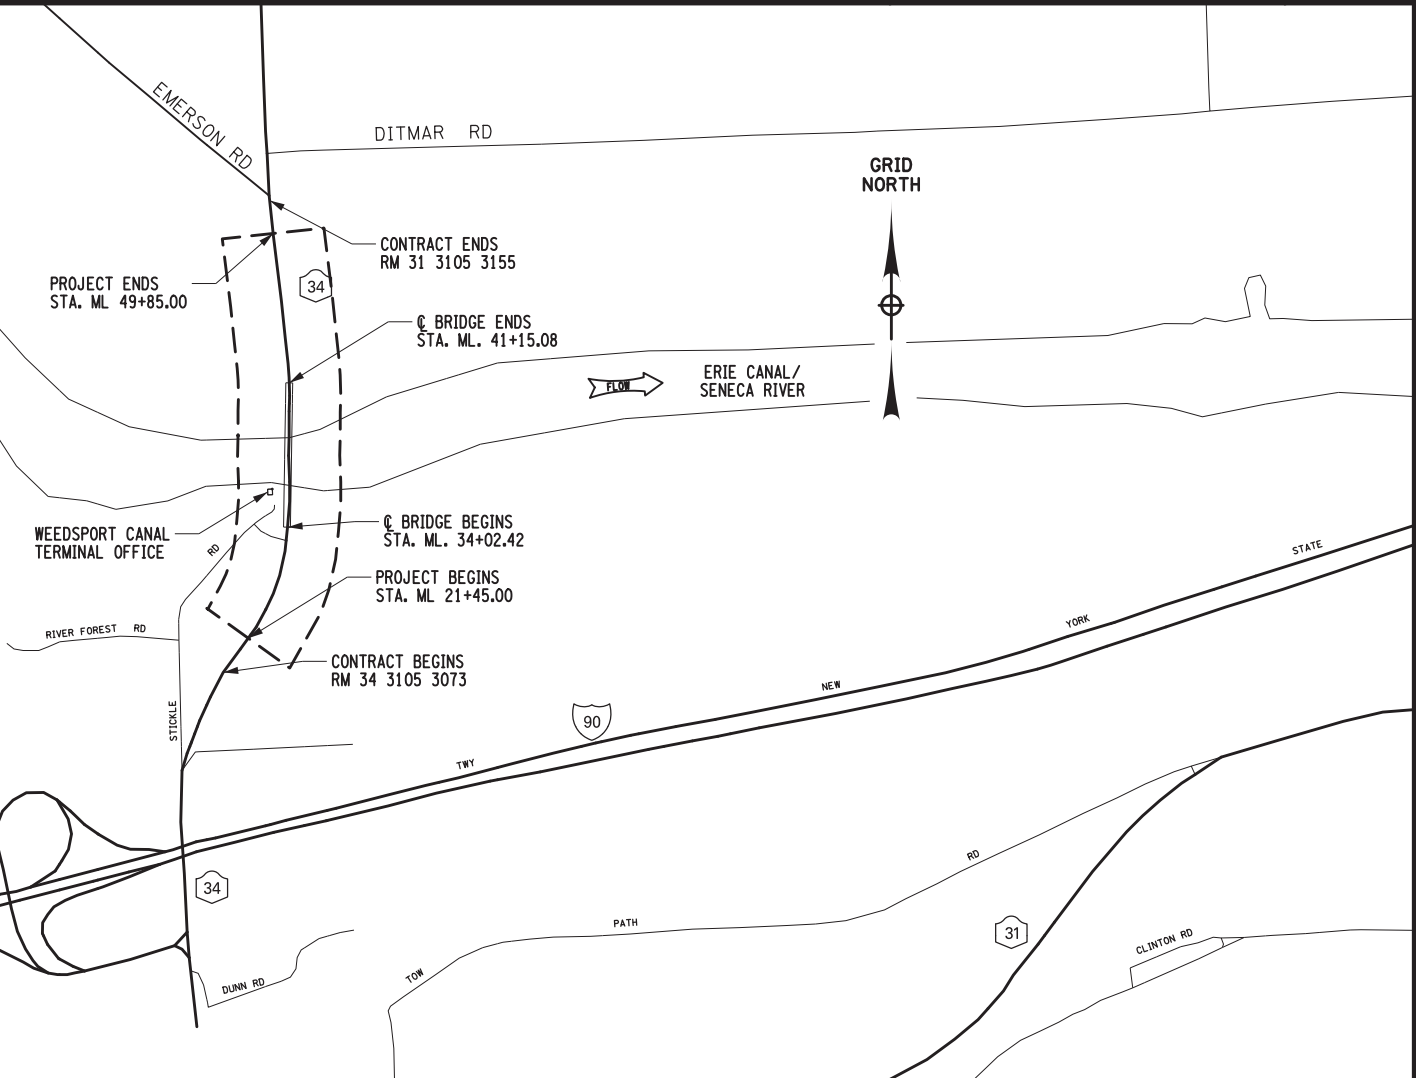 EMERSON RD
DITMAR RD
GRID
NORTH
CONTRACT ENDS
RM 31 3105 3155
PROJECT ENDS
STA. ML 49+85.00
34
℄ BRIDGE ENDS
STA. ML. 41+15.08
FLOW
ERIE CANAL/
SENECA RIVER
WEEDSPORT CANAL
TERMINAL OFFICE
℄ BRIDGE BEGINS
STA. ML. 34+02.42
PROJECT BEGINS
STA. ML 21+45.00
RIVER FOREST RD
CONTRACT BEGINS
RM 34 3105 3073
STICKLE RD
90
TWY NEW YORK STATE
34
DUNN RD
TOW PATH RD
31
CLINTON RD